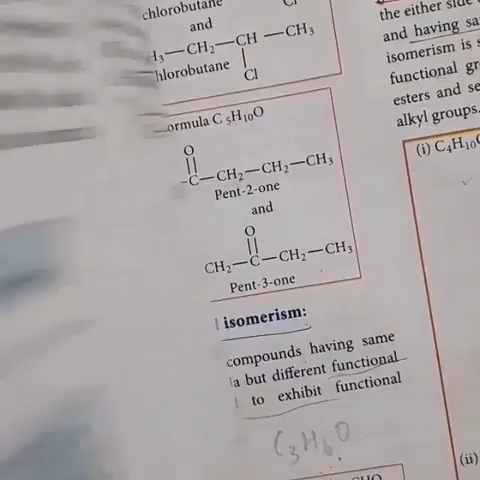 chlorobutane
and
H₃—CH₂—CH—CH₃
hlorobutane
Cl
ormula C₅H₁₀O
O
–C—CH₂—CH₂—CH₃
Pent-2-one
and
O
CH₂—C—CH₂—CH₃
Pent-3-one
isomerism:
compounds having same
a but different functional
to exhibit functional
C₃H₆O
the either side
and having sa
isomerism is s
functional gr
esters and se
alkyl groups.
(i) C₄H₁₀O
(ii)